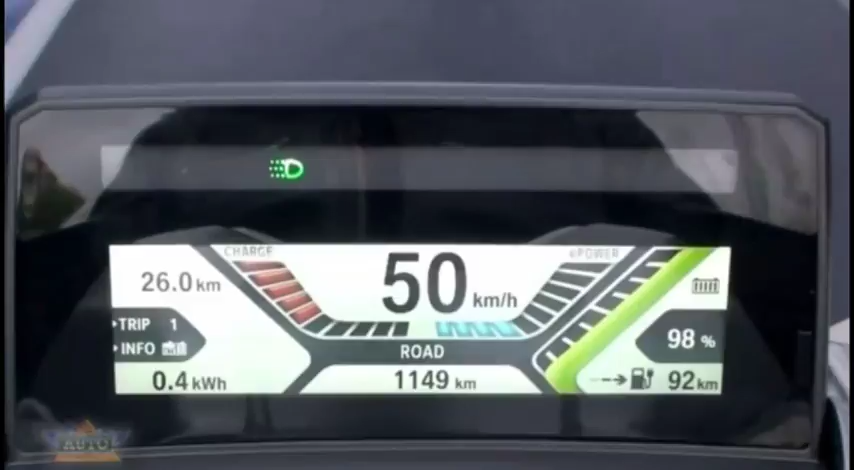 CHARGE
ePOWER
26.0 km
50 km/h
TRIP 1
INFO
98 %
ROAD
0.4 kWh
1149 km
92 km
AUTO